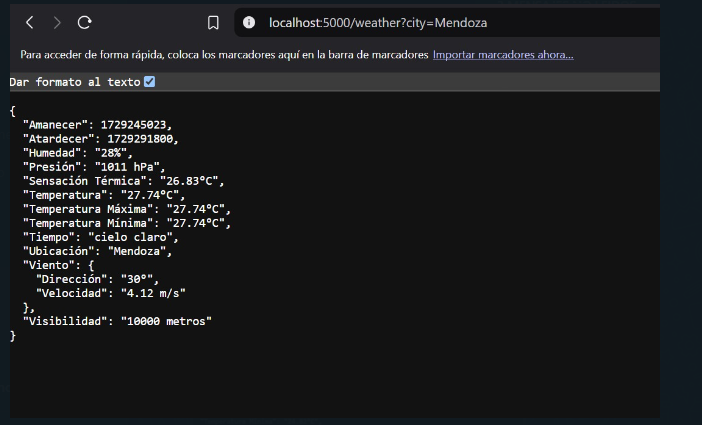 localhost:5000/weather?city=Mendoza
Para acceder de forma rápida, coloca los marcadores aquí en la barra de marcadores Importar marcadores ahora...
Dar formato al texto
{
"Amanecer": 1729245023,
"Atardecer": 1729291800,
"Humedad": "28%",
"Presión": "1011 hPa",
"Sensación Térmica": "26.83°C",
"Temperatura": "27.74°C",
"Temperatura Máxima": "27.74°C",
"Temperatura Mínima": "27.74°C",
"Tiempo": "cielo claro",
"Ubicación": "Mendoza",
"Viento": {
"Dirección": "30°",
"Velocidad": "4.12 m/s"
},
"Visibilidad": "10000 metros"
}